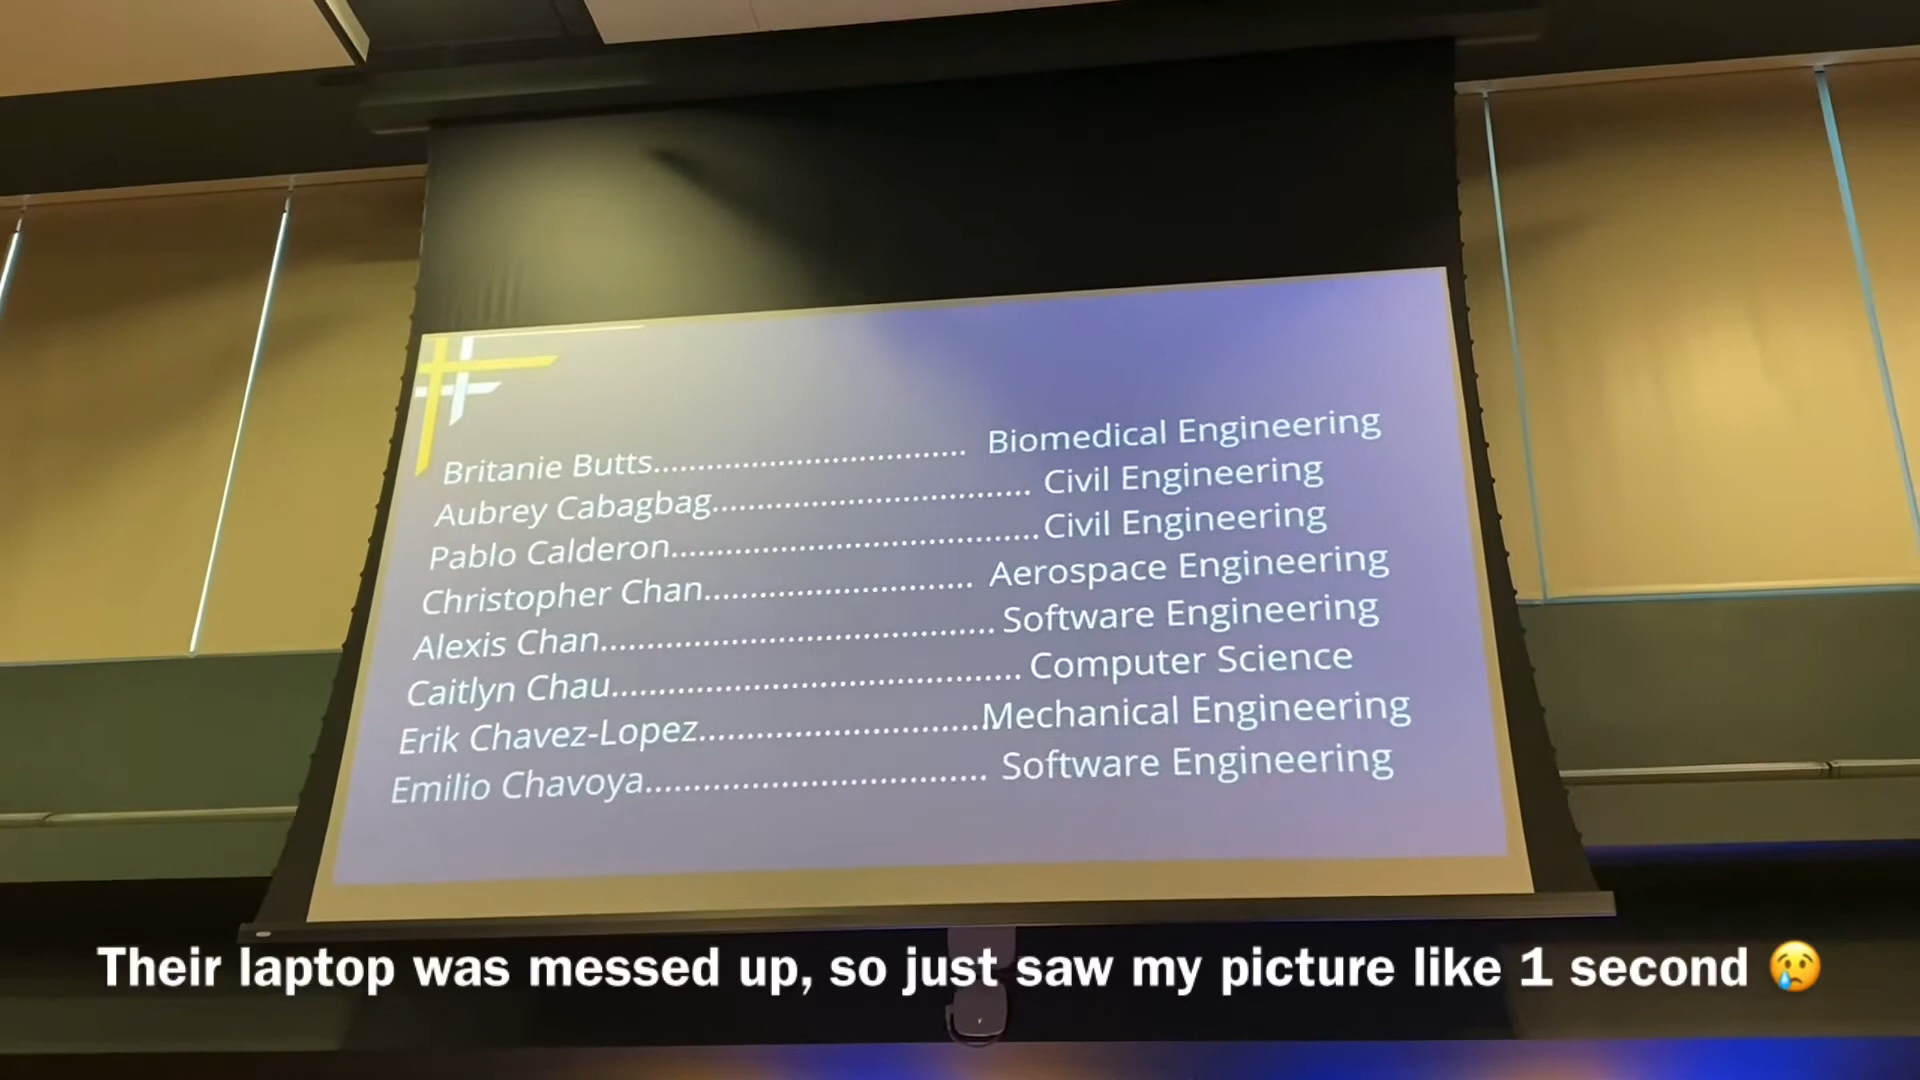 Britanie Butts.................................... Biomedical Engineering
Aubrey Cabagbag.................................... Civil Engineering
Pablo Calderon.........................................Civil Engineering
Christopher Chan.............................. Aerospace Engineering
Alexis Chan............................................ Software Engineering
Caitlyn Chau............................................. Computer Science
Erik Chavez-Lopez...............................Mechanical Engineering
Emilio Chavoya...................................... Software Engineering
Their laptop was messed up, so just saw my picture like 1 second 😢